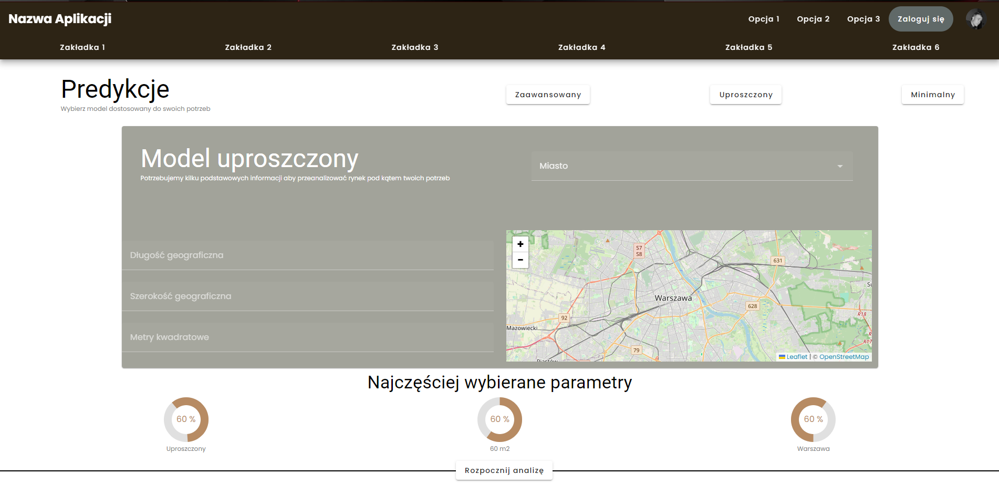 Nazwa Aplikacji
Opcja 1 Opcja 2 Opcja 3 Zaloguj się
Zakładka 1 Zakładka 2 Zakładka 3 Zakładka 4 Zakładka 5 Zakładka 6
Predykcje
Wybierz model dostosowany do swoich potrzeb
Zaawansowany Uproszczony Minimalny
Model uproszczony
Potrzebujemy kilku podstawowych informacji aby przeanalizować rynek pod kątem twoich potrzeb
Miasto
Długość geograficzna
Szerokość geograficzna
Metry kwadratowe
+
-
S7
S8
631
Warszawa
628
92
R18
Mazowiecki
R17
79
Piastów
Leaflet | © OpenStreetMap
Najczęściej wybierane parametry
60 % 60 % 60 %
Uproszczony 60 m2 Warszawa
Rozpocznij analizę